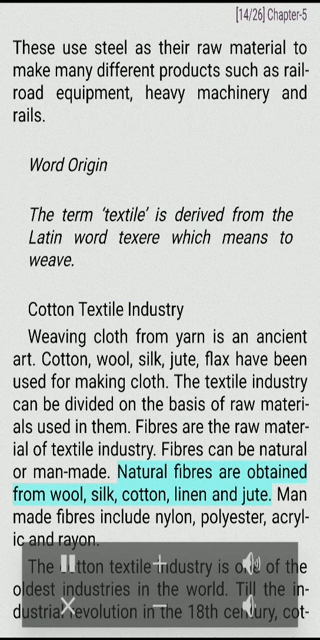 [14/26] Chapter-5
These use steel as their raw material to
make many different products such as rail-
road equipment, heavy machinery and
rails.
Word Origin
The term ‘textile’ is derived from the
Latin word texere which means to
weave.
Cotton Textile Industry
Weaving cloth from yarn is an ancient
art. Cotton, wool, silk, jute, flax have been
used for making cloth. The textile industry
can be divided on the basis of raw materi-
als used in them. Fibres are the raw mater-
ial of textile industry. Fibres can be natural
or man-made. Natural fibres are obtained
from wool, silk, cotton, linen and jute. Man
made fibres include nylon, polyester, acryl-
ic and rayon.
The cotton textile industry is one of the
oldest industries in the world. Till the in-
dustrial revolution in the 18th century, cot-